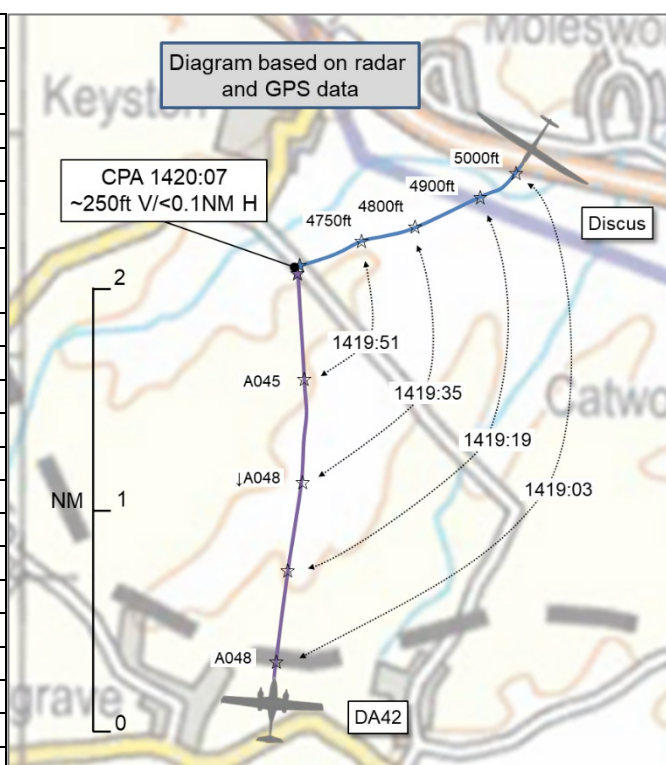 Moleswo
Diagram based on radar
and GPS data
Keyston
5000ft
CPA 1420:07
~250ft V/<0.1NM H
4900ft
4800ft
4750ft
Discus
2
1419:51
A045
1419:35
Catwo
1419:19
↓A048
NM
1
1419:03
A048
grave
DA42
0